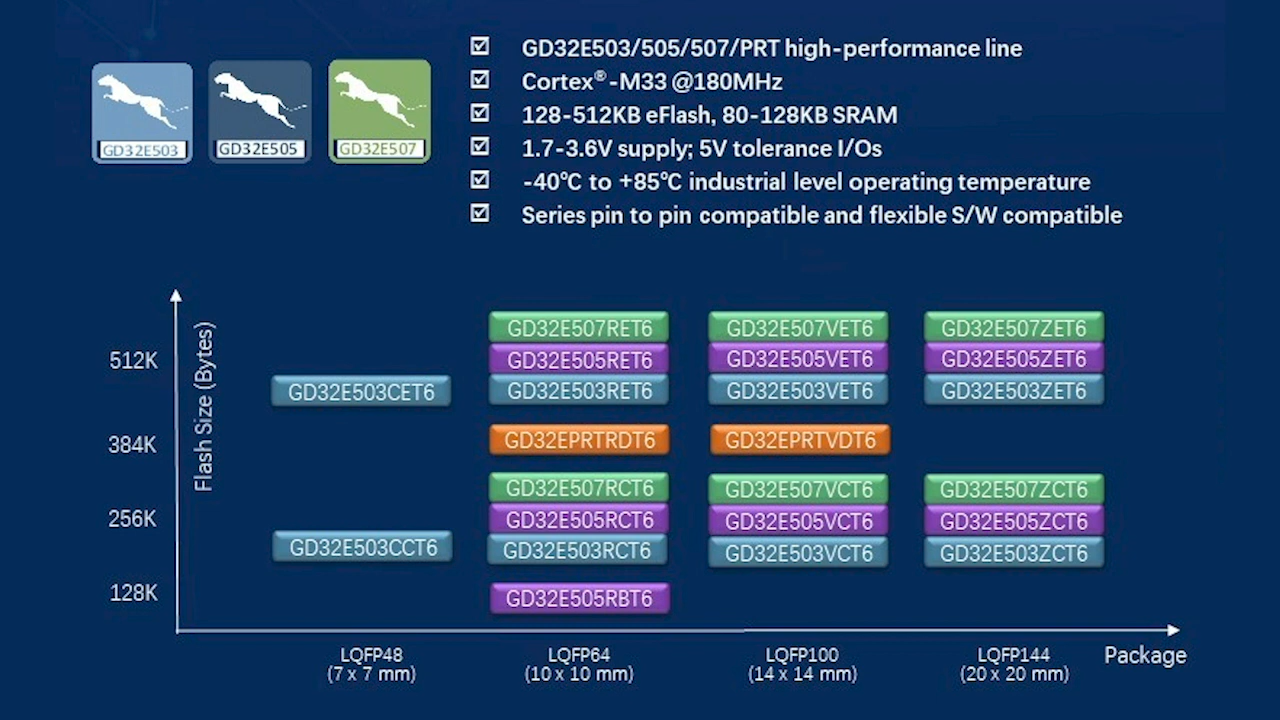 GD32E503
GD32E505
GD32E507
GD32E503/505/507/PRT high-performance line
Cortex®-M33 @180MHz
128-512KB eFlash, 80-128KB SRAM
1.7-3.6V supply; 5V tolerance I/Os
-40℃ to +85℃ industrial level operating temperature
Series pin to pin compatible and flexible S/W compatible
Flash Size (Bytes)
GD32E507RET6 GD32E507VET6 GD32E507ZET6
512K GD32E505RET6 GD32E505VET6 GD32E505ZET6
GD32E503CET6 GD32E503RET6 GD32E503VET6 GD32E503ZET6
384K GD32EPRTRDT6 GD32EPRTVDT6
GD32E507RCT6 GD32E507VCT6 GD32E507ZCT6
256K GD32E505RCT6 GD32E505VCT6 GD32E505ZCT6
GD32E503CCT6 GD32E503RCT6 GD32E503VCT6 GD32E503ZCT6
128K GD32E505RBT6
LQFP48 LQFP64 LQFP100 LQFP144 Package
(7 x 7 mm) (10 x 10 mm) (14 x 14 mm) (20 x 20 mm)